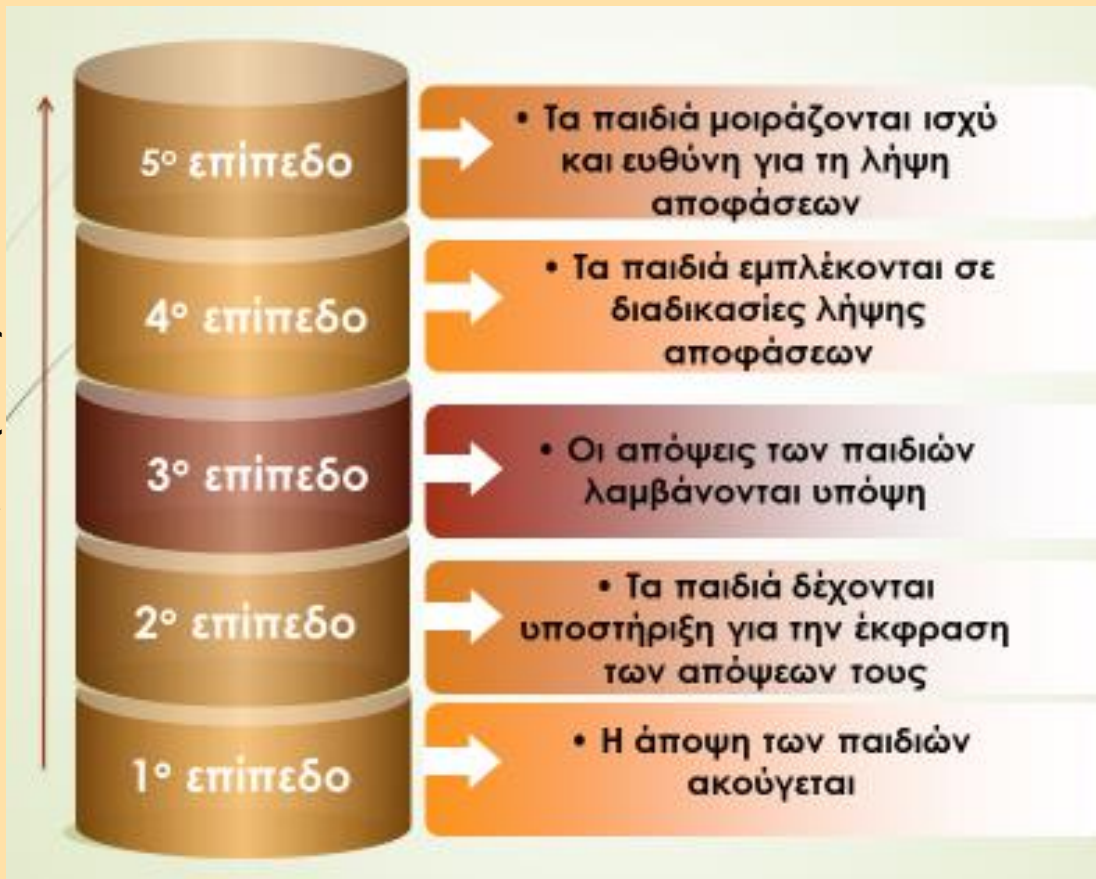 5ο επίπεδο
• Τα παιδιά μοιράζονται ισχύ
και ευθύνη για τη λήψη
αποφάσεων
4ο επίπεδο
• Τα παιδιά εμπλέκονται σε
διαδικασίες λήψης
αποφάσεων
3ο επίπεδο
• Οι απόψεις των παιδιών
λαμβάνονται υπόψη
2ο επίπεδο
• Τα παιδιά δέχονται
υποστήριξη για την έκφραση
των απόψεων τους
1ο επίπεδο
• Η άποψη των παιδιών
ακούγεται